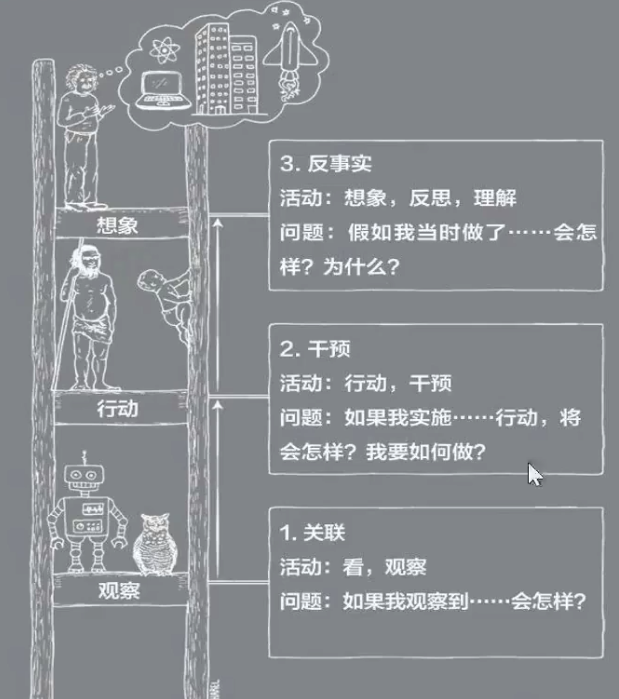 想象
3. 反事实
活动：想象，反思，理解
问题：假如我当时做了……会怎
样？为什么？
行动
2. 干预
活动：行动，干预
问题：如果我实施……行动，将
会怎样？我要如何做？
观察
1. 关联
活动：看，观察
问题：如果我观察到……会怎样？